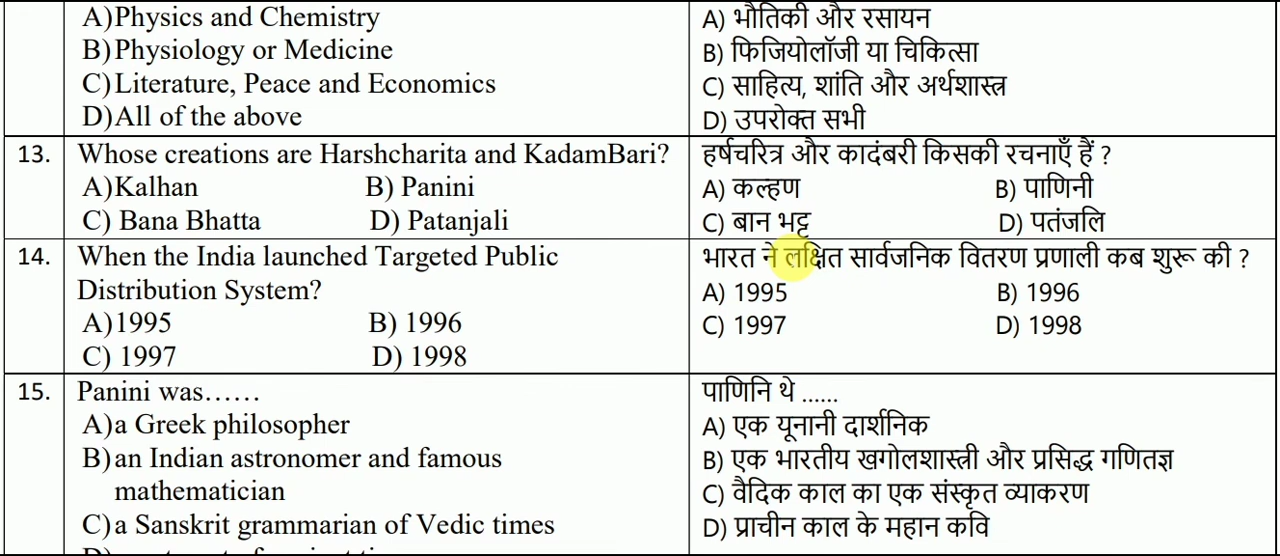 A)Physics and Chemistry
B)Physiology or Medicine
C)Literature, Peace and Economics
D)All of the above
A) भौतिकी और रसायन
B) फिजियोलॉजी या चिकित्सा
C) साहित्य, शांति और अर्थशास्त्र
D) उपरोक्त सभी
13. Whose creations are Harshcharita and KadamBari?
A)Kalhan B) Panini
C) Bana Bhatta D) Patanjali
हर्षचरित्र और कादंबरी किसकी रचनाएँ हैं ?
A) कल्हण B) पाणिनी
C) बान भट्ट D) पतंजलि
14. When the India launched Targeted Public
Distribution System?
A)1995 B) 1996
C) 1997 D) 1998
भारत ने लक्षित सार्वजनिक वितरण प्रणाली कब शुरू की ?
A) 1995 B) 1996
C) 1997 D) 1998
15. Panini was......
A)a Greek philosopher
B)an Indian astronomer and famous
mathematician
C)a Sanskrit grammarian of Vedic times
पाणिनि थे ......
A) एक यूनानी दार्शनिक
B) एक भारतीय खगोलशास्त्री और प्रसिद्ध गणितज्ञ
C) वैदिक काल का एक संस्कृत व्याकरण
D) प्राचीन काल के महान कवि